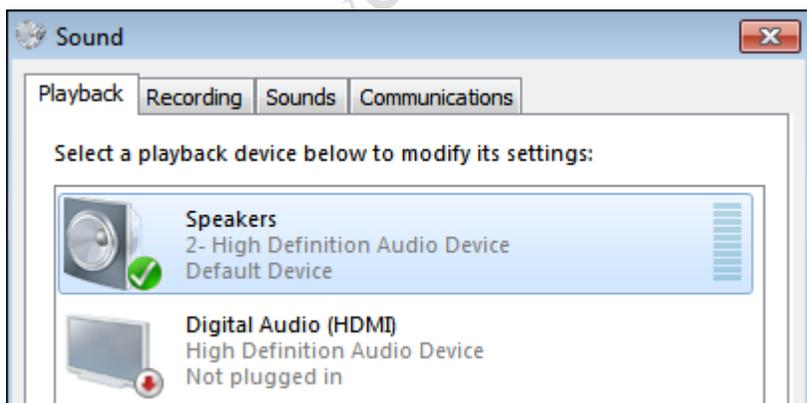 Sound
Playback Recording Sounds Communications
Select a playback device below to modify its settings:
Speakers
2- High Definition Audio Device
Default Device
Digital Audio (HDMI)
High Definition Audio Device
Not plugged in